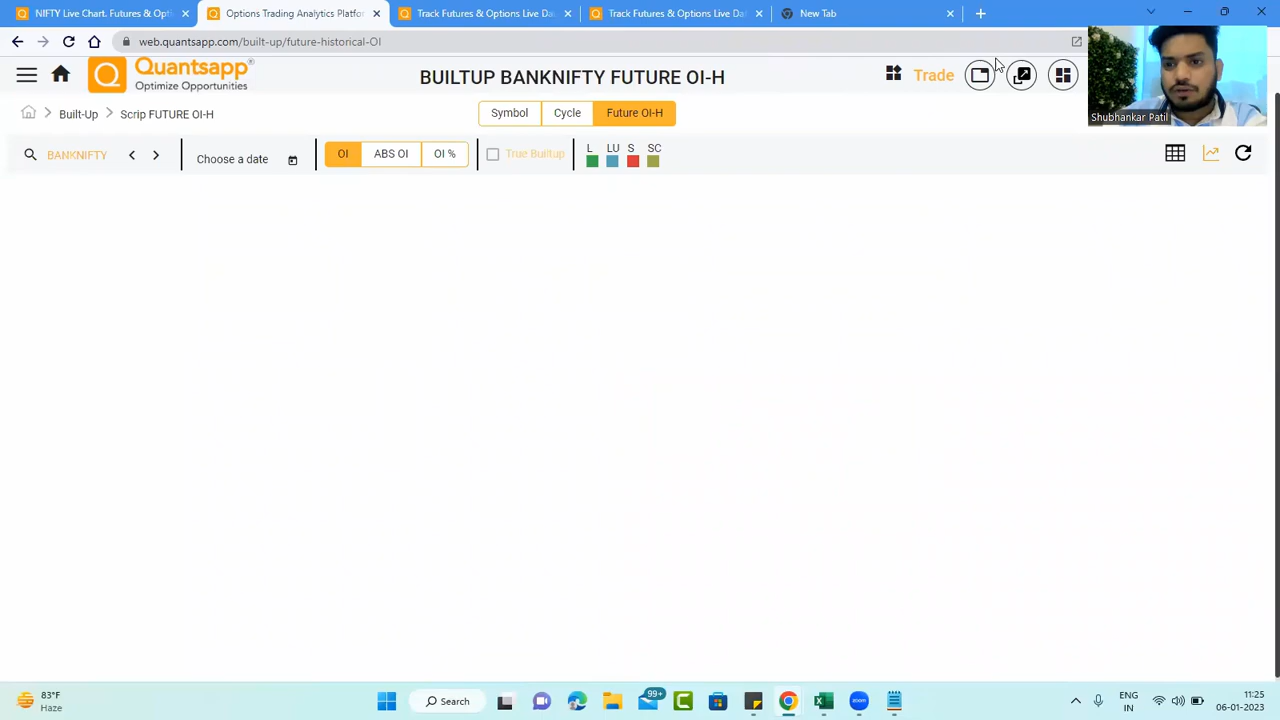 NIFTY Live Chart. Futures & Opt
Options Trading Analytics Platfor
Track Futures & Options Live Da
Track Futures & Options Live Dat
New Tab
web.quantsapp.com/built-up/future-historical-OI
Quantsapp
Optimize Opportunities
BUILTUP BANKNIFTY FUTURE OI-H
Trade
Shubhankar Patil
Built-Up
Scrip FUTURE OI-H
Symbol
Cycle
Future OI-H
BANKNIFTY
Choose a date
OI
ABS OI
OI %
True Builtup
L LU S SC
83°F
Haze
Search
99+
zoom
ENG
IN
11:25
06-01-2023